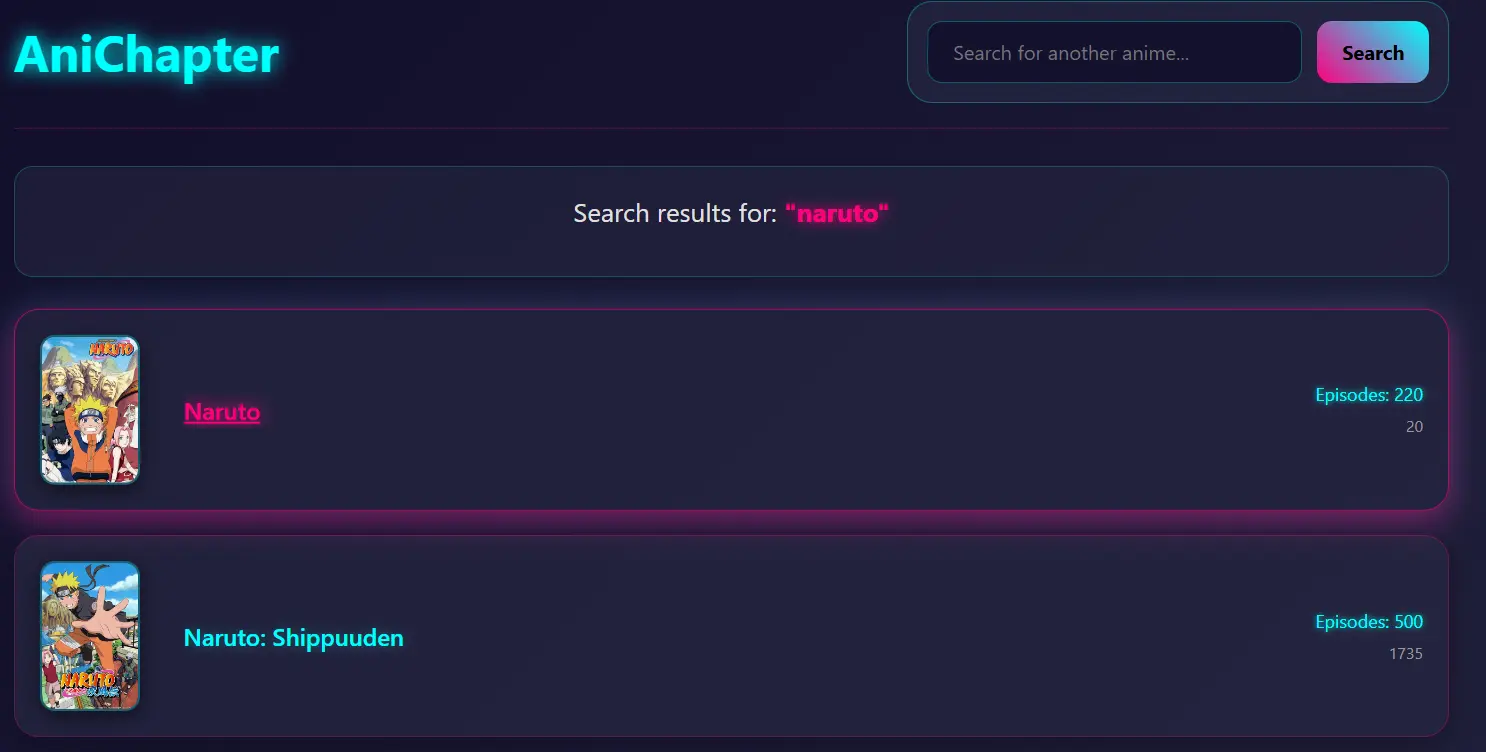 AniChapter
Search for another anime...
Search
Search results for: "naruto"
NARUTO
Naruto
Episodes: 220
20
NARUTO
Naruto: Shippuuden
Episodes: 500
1735